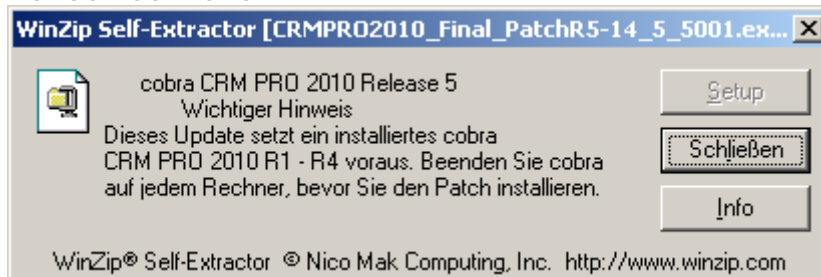 WinZip Self-Extractor [CRMPRO2010_Final_PatchR5-14_5_5001.ex...
cobra CRM PRO 2010 Release 5
Wichtiger Hinweis
Dieses Update setzt ein installiertes cobra
CRM PRO 2010 R1 - R4 voraus. Beenden Sie cobra
auf jedem Rechner, bevor Sie den Patch installieren.
Setup
Schließen
Info
WinZip® Self-Extractor © Nico Mak Computing, Inc. http://www.winzip.com